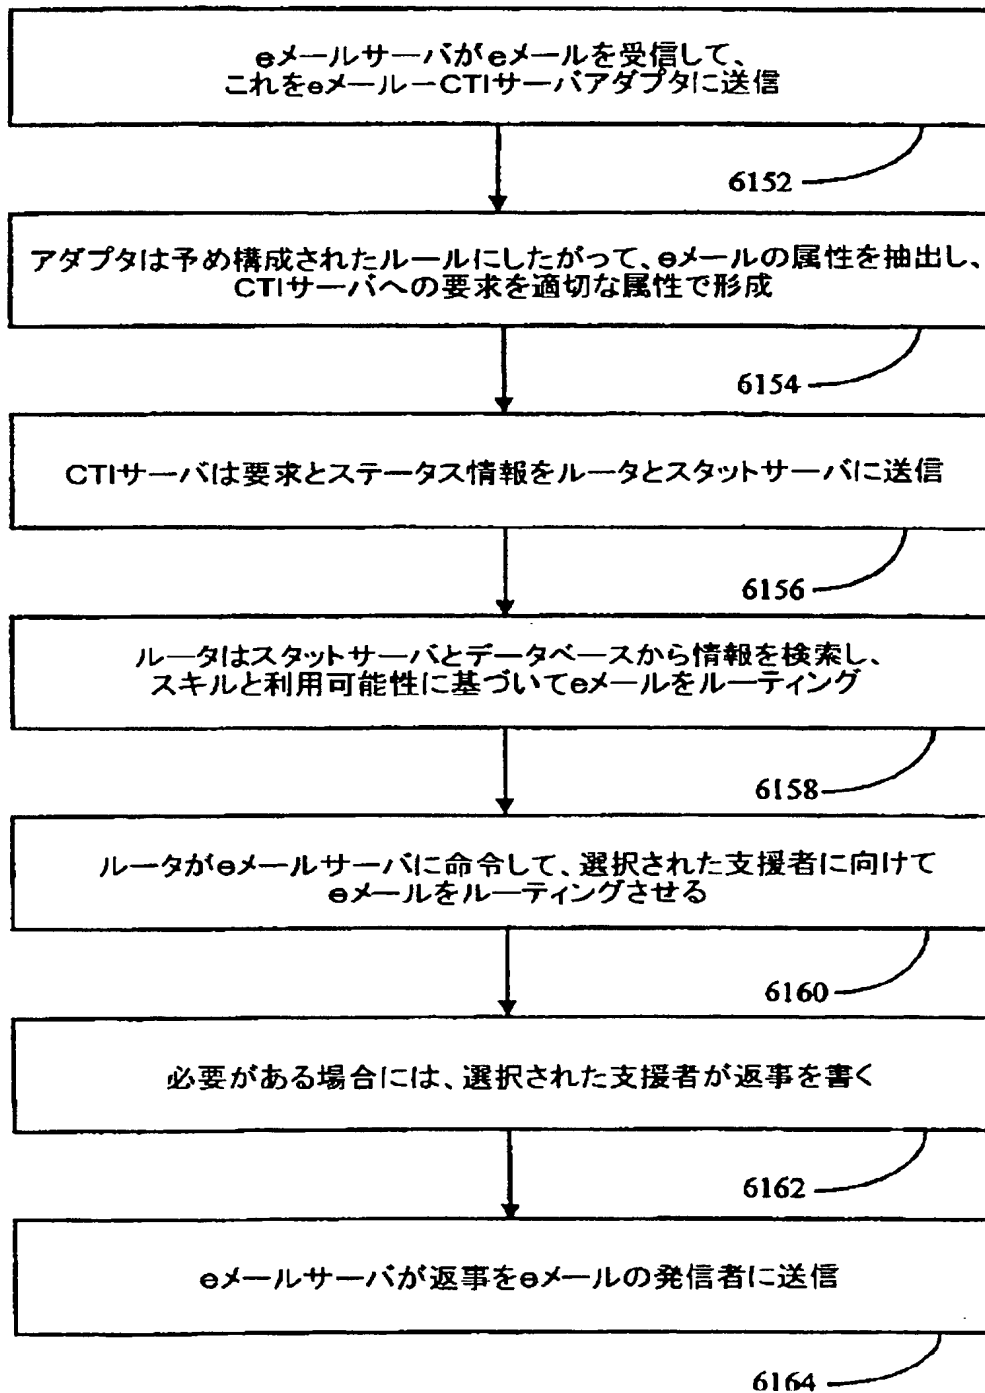 eメールサーバがeメールを受信して、
これをeメールーCTIサーバアダプタに送信
6152
アダプタは予め構成されたルールにしたがって、eメールの属性を抽出し、
CTIサーバへの要求を適切な属性で形成
6154
CTIサーバは要求とステータス情報をルータとスタットサーバに送信
6156
ルータはスタットサーバとデータベースから情報を検索し、
スキルと利用可能性に基づいてeメールをルーティング
6158
ルータがeメールサーバに命令して、選択された支援者に向けて
eメールをルーティングさせる
6160
必要がある場合には、選択された支援者が返事を書く
6162
eメールサーバが返事をeメールの発信者に送信
6164